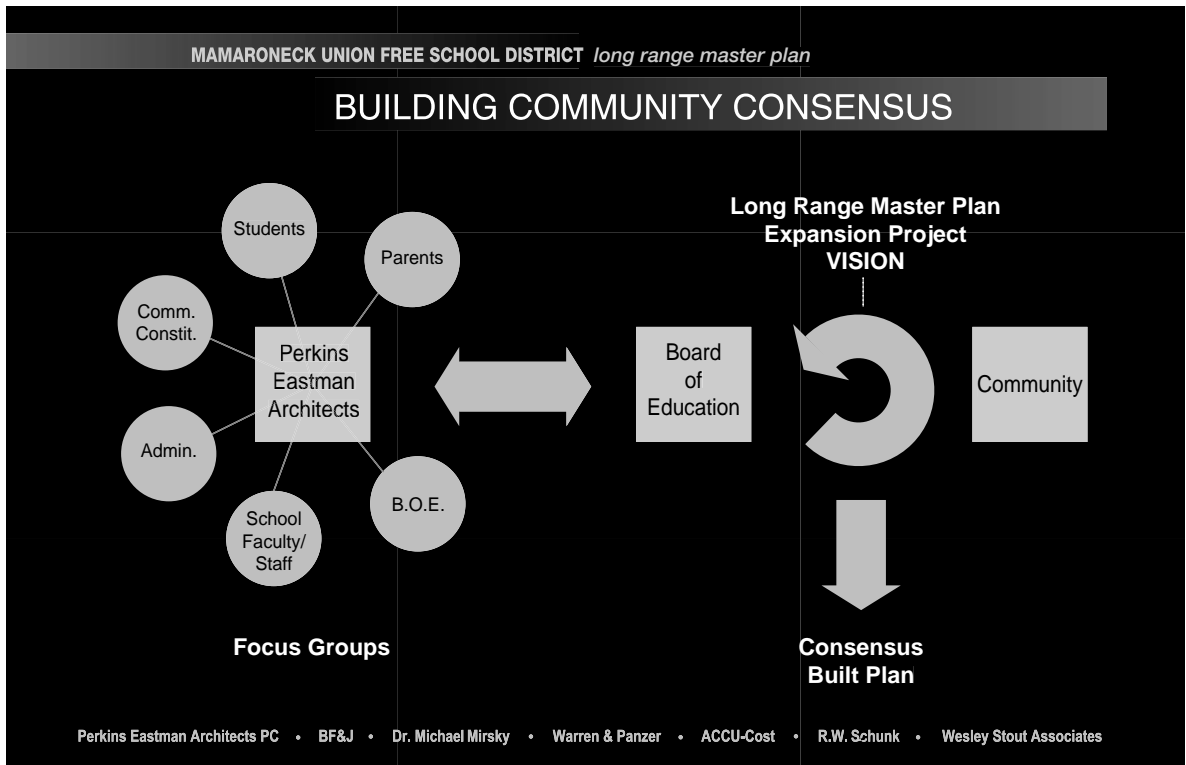 MAMARONECK UNION FREE SCHOOL DISTRICT long range master plan
BUILDING COMMUNITY CONSENSUS
Students
Parents
Comm.
Constit.
Perkins
Eastman
Architects
Admin.
School
Faculty/
Staff
B.O.E.
Focus Groups
Long Range Master Plan
Expansion Project
VISION
Board
of
Education
Community
Consensus
Built Plan
Perkins Eastman Architects PC • BF&J • Dr. Michael Mirsky • Warren & Panzer • ACCU-Cost • R.W. Schunk • Wesley Stout Associates